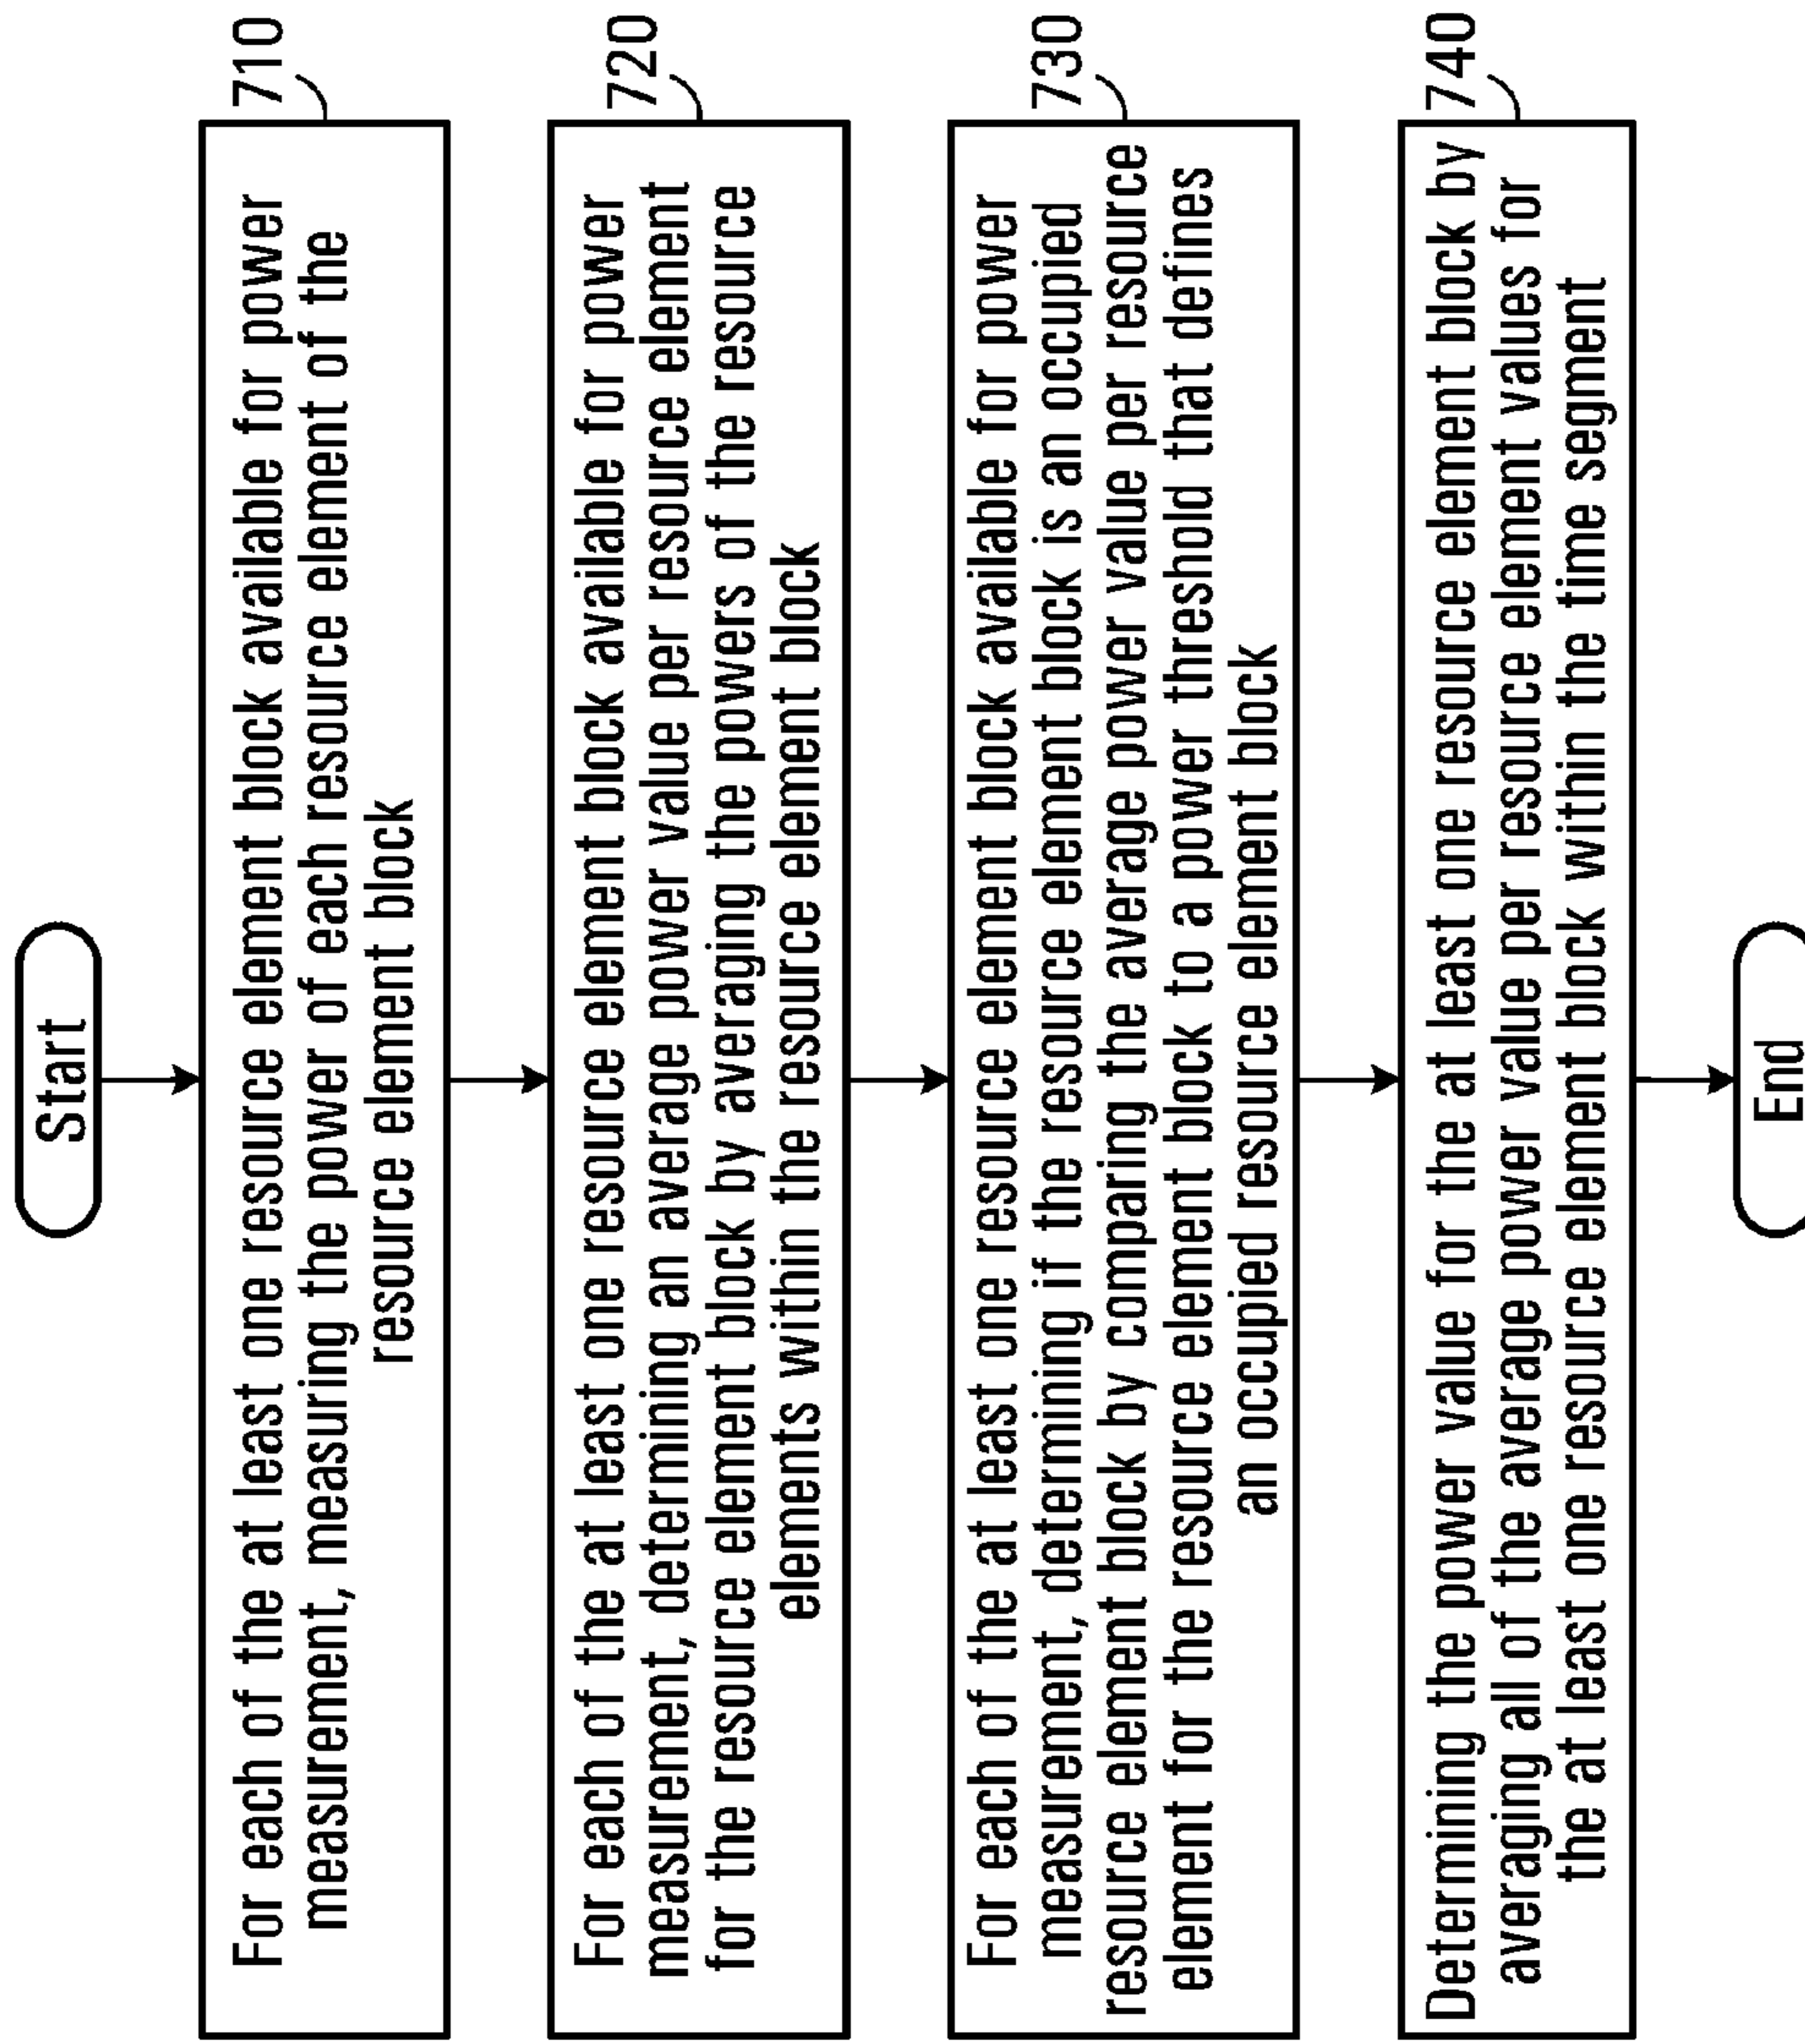 Start
710
For each of the at least one resource element block available for power
measurement, measuring the power of each resource element of the
resource element block
720
For each of the at least one resource element block available for power
measurement, determining an average power value per resource element
for the resource element block by averaging the powers of the resource
elements within the resource element block
730
For each of the at least one resource element block available for power
measurement, determining if the resource element block is an occupied
resource element block by comparing the average power value per resource
element for the resource element block to a power threshold that defines
an occupied resource element block
740
Determining the power value for the at least one resource element block by
averaging all of the average power value per resource element values for
the at least one resource element block within the time segment
End